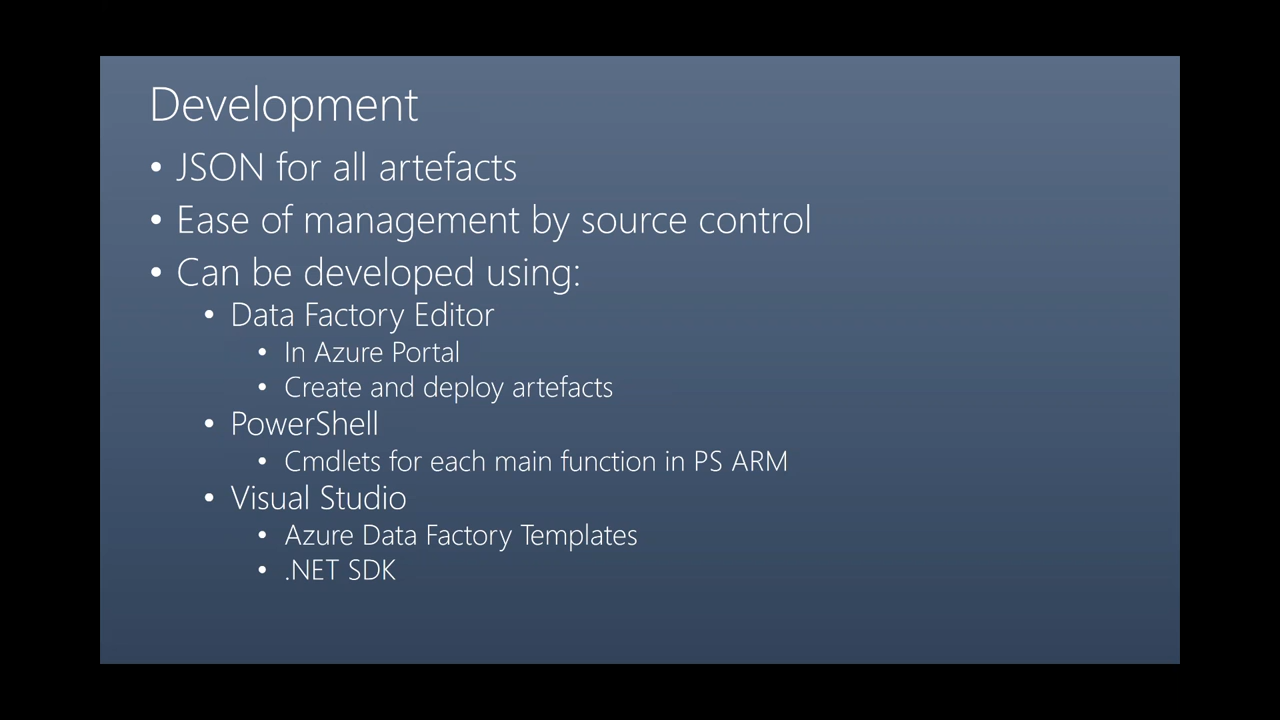 Development
• JSON for all artefacts
• Ease of management by source control
• Can be developed using:
• Data Factory Editor
• In Azure Portal
• Create and deploy artefacts
• PowerShell
• Cmdlets for each main function in PS ARM
• Visual Studio
• Azure Data Factory Templates
• .NET SDK